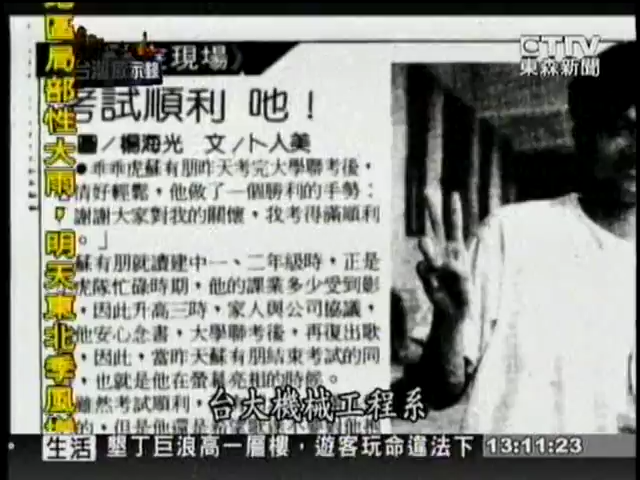 ETTV
東森新聞
台灣啟示錄
現場》
考試順利 吔！
圖／楊海光 文／卜人美
●乖乖虎蘇有朋昨天考完大學聯考後，
情好輕鬆，他做了一個勝利的手勢：
謝謝大家對我的關懷，我考得滿順利
。」
蘇有朋就讀建中一、二年級時，正是
虎隊忙碌時期，他的課業多少受到影
，因此升高三時，家人與公司協議，
他安心念書，大學聯考後，再復出歌
，因此，當昨天蘇有朋結束考試的同
，也就是他在螢幕亮相的時候。
雖然考試順利，
的，但是他還是
台大機械工程系
地區局部性大雨，明天東北季風
生活 墾丁巨浪高一層樓，遊客玩命違法下 13:11:23